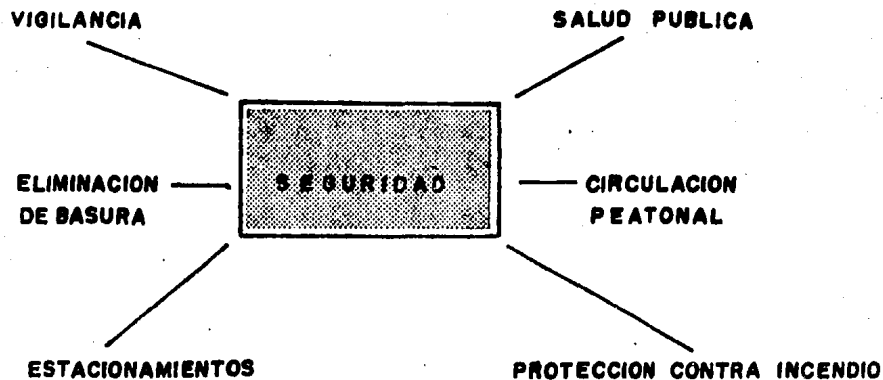 VIGILANCIA
SALUD PUBLICA
SEGURIDAD
ELIMINACION
DE BASURA
CIRCULACION
PEATONAL
ESTACIONAMIENTOS
PROTECCION CONTRA INCENDIO